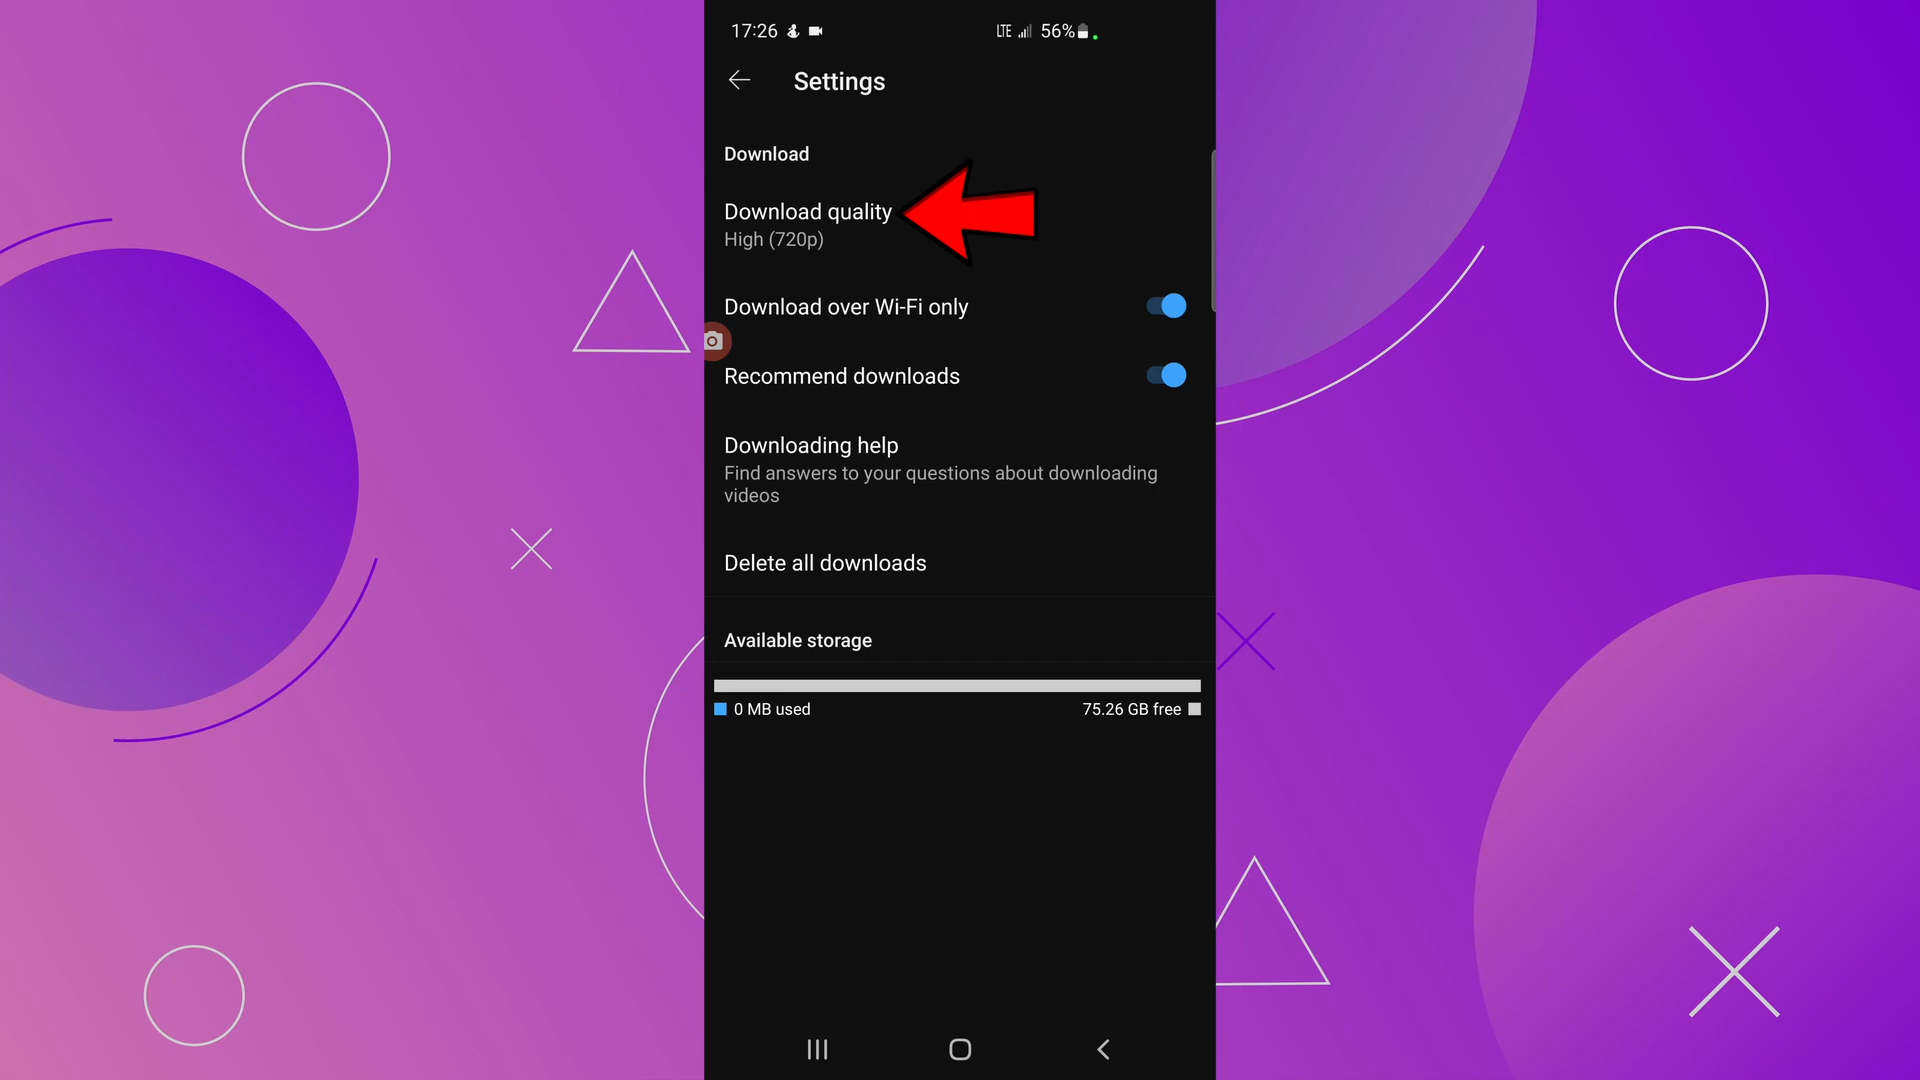 17:26 LTE 56%
Settings
Download
Download quality
High (720p)
Download over Wi-Fi only
Recommend downloads
Downloading help
Find answers to your questions about downloading
videos
Delete all downloads
Available storage
0 MB used 75.26 GB free